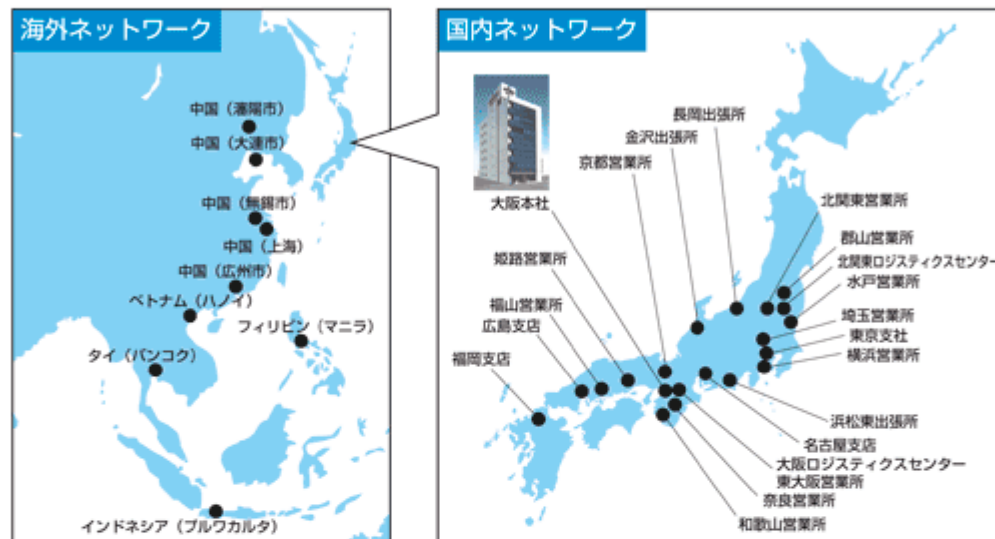 海外ネットワーク
中国（瀋陽市）
中国（大連市）
中国（無錫市）
中国（上海）
中国（広州市）
ベトナム（ハノイ）
フィリピン（マニラ）
タイ（バンコク）
インドネシア（プルワカルタ）
国内ネットワーク
長岡出張所
金沢出張所
京都営業所
大阪本社
北関東営業所
郡山営業所
北関東ロジスティクスセンター
水戸営業所
姫路営業所
福山営業所
広島支店
福岡支店
埼玉営業所
東京支社
横浜営業所
浜松東出張所
名古屋支店
大阪ロジスティクスセンター
東大阪営業所
奈良営業所
和歌山営業所